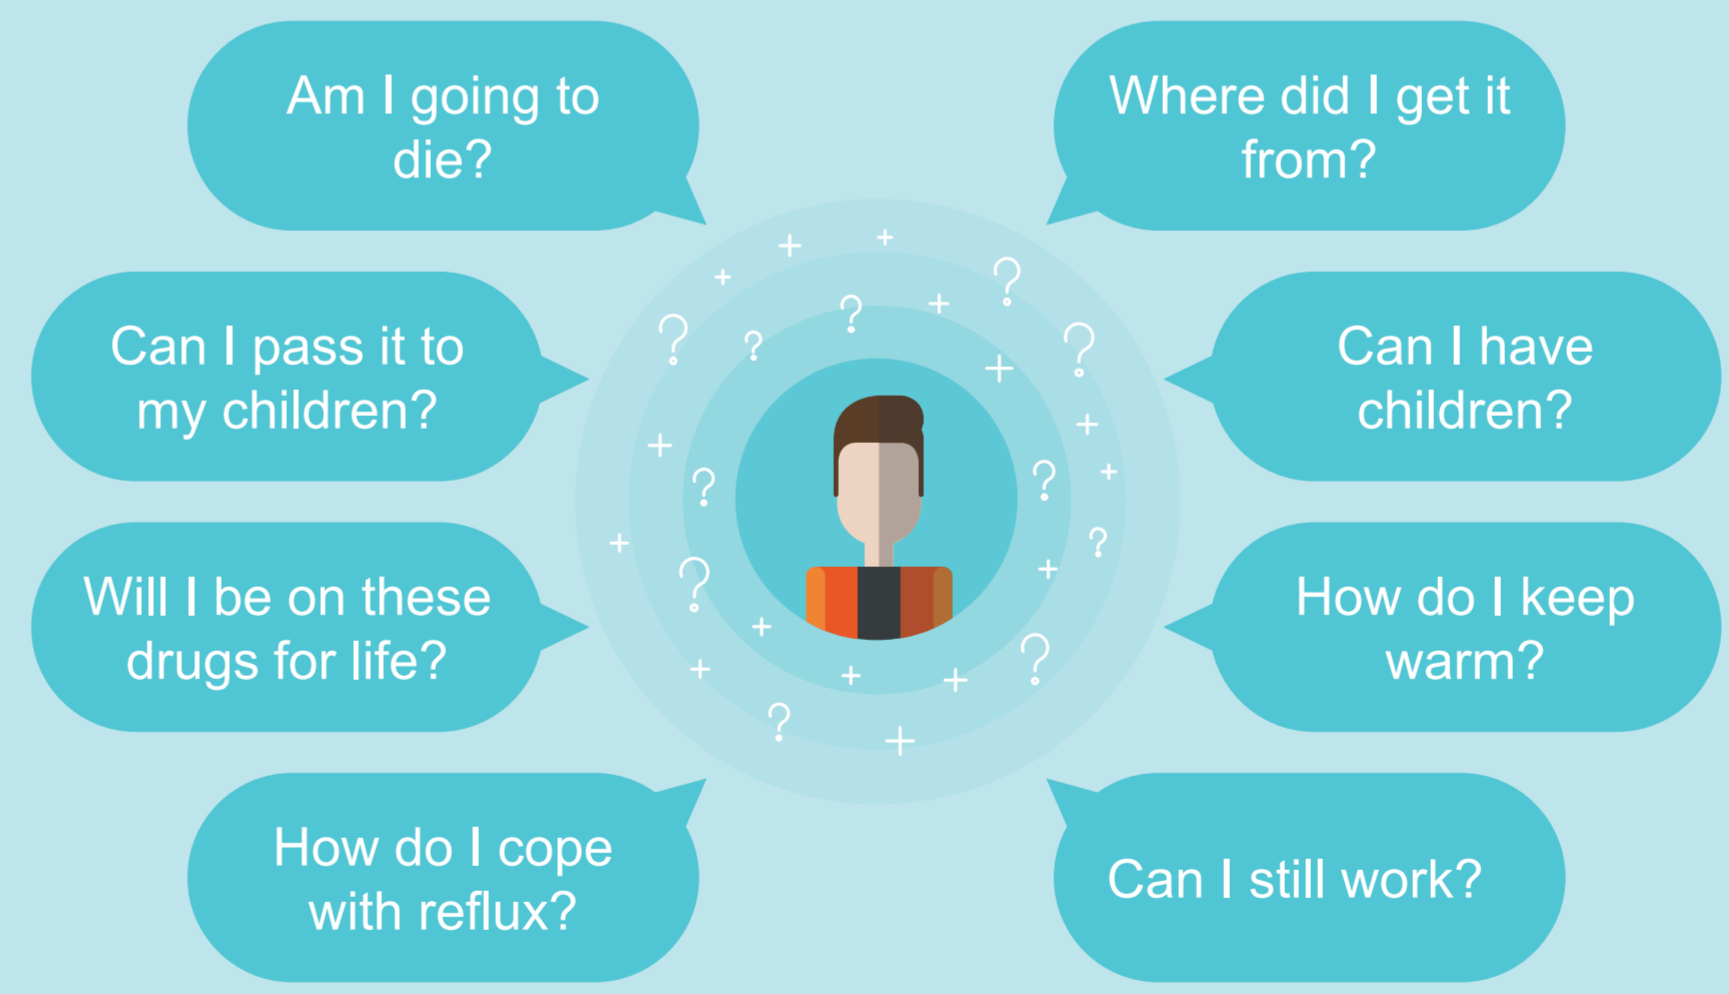 Am I going to
die?
Where did I get it
from?
Can I pass it to
my children?
Can I have
children?
Will I be on these
drugs for life?
How do I keep
warm?
How do I cope
with reflux?
Can I still work?